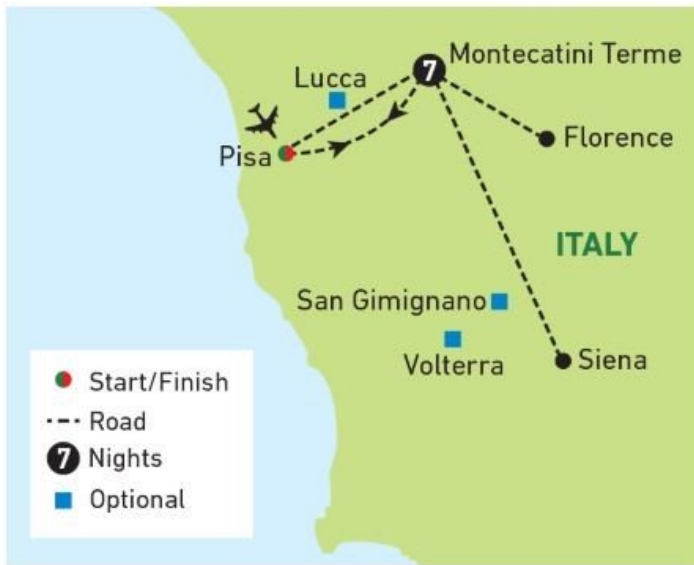 Montecatini Terme
7
Lucca
Pisa
Florence
ITALY
San Gimignano
Volterra
Siena
Start/Finish
Road
7 Nights
Optional